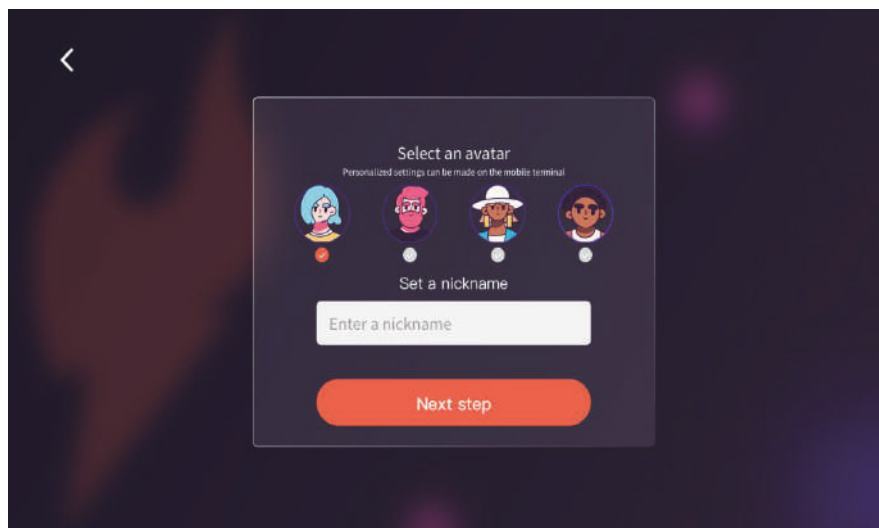 Select an avatar
Personalized settings can be made on the mobile terminal
Set a nickname
Enter a nickname
Next step